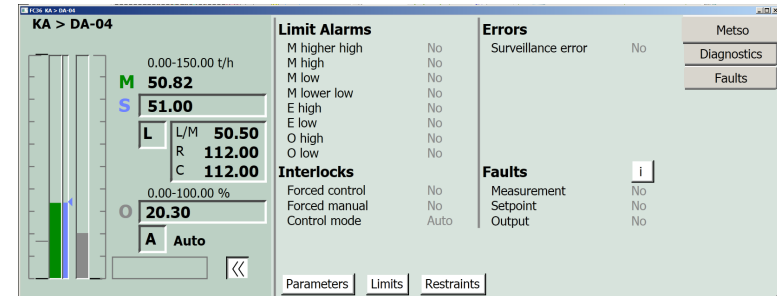 FC36 KA > DA-04
KA > DA-04
0.00-150.00 t/h
M 50.82
S 51.00
L L/M 50.50
R 112.00
C 112.00
0.00-100.00 %
O 20.30
A Auto
Limit Alarms
M higher high No
M high No
M low No
M lower low No
E high No
E low No
O high No
O low No
Interlocks
Forced control No
Forced manual No
Control mode Auto
Parameters Limits Restraints
Errors
Surveillance error No
Faults i
Measurement No
Setpoint No
Output No
Metso
Diagnostics
Faults